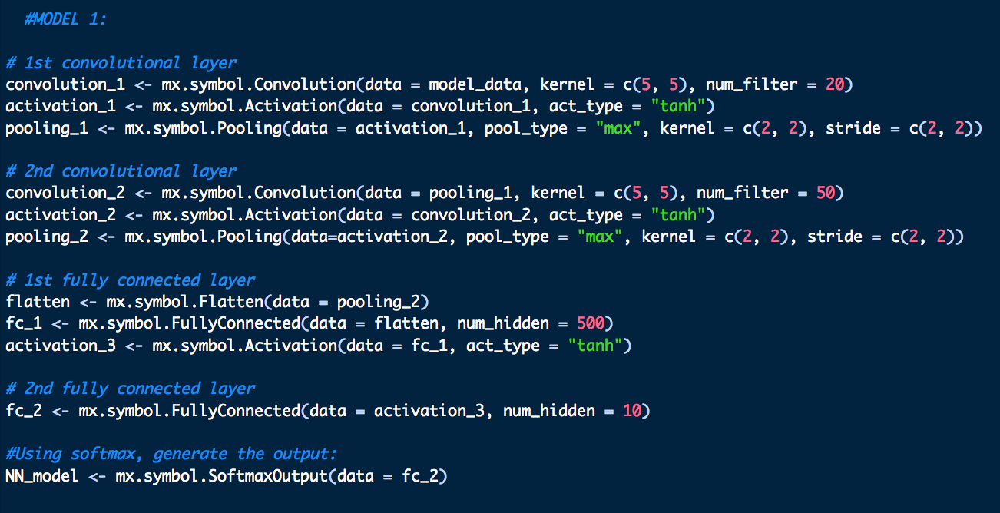 #MODEL 1:
# 1st convolutional layer
convolution_1 <- mx.symbol.Convolution(data = model_data, kernel = c(5, 5), num_filter = 20)
activation_1 <- mx.symbol.Activation(data = convolution_1, act_type = "tanh")
pooling_1 <- mx.symbol.Pooling(data = activation_1, pool_type = "max", kernel = c(2, 2), stride = c(2, 2))
# 2nd convolutional layer
convolution_2 <- mx.symbol.Convolution(data = pooling_1, kernel = c(5, 5), num_filter = 50)
activation_2 <- mx.symbol.Activation(data = convolution_2, act_type = "tanh")
pooling_2 <- mx.symbol.Pooling(data=activation_2, pool_type = "max", kernel = c(2, 2), stride = c(2, 2))
# 1st fully connected layer
flatten <- mx.symbol.Flatten(data = pooling_2)
fc_1 <- mx.symbol.FullyConnected(data = flatten, num_hidden = 500)
activation_3 <- mx.symbol.Activation(data = fc_1, act_type = "tanh")
# 2nd fully connected layer
fc_2 <- mx.symbol.FullyConnected(data = activation_3, num_hidden = 10)
#Using softmax, generate the output:
NN_model <- mx.symbol.SoftmaxOutput(data = fc_2)